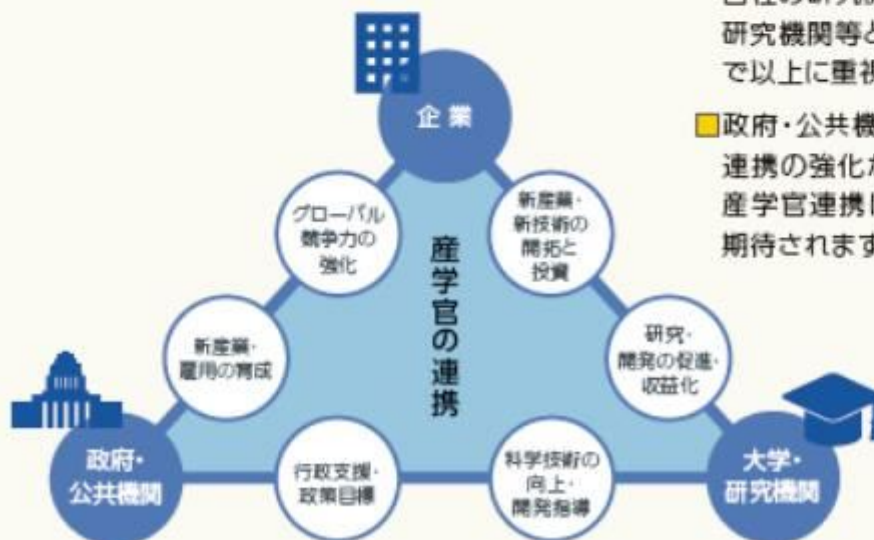 研究機関等と
で以上に重視
政府・公共機
連携の強化が
産学官連携
期待されます
企業
グローバル
競争力の
強化
新産業・
新技術の
開拓と
投資
産学官の連携
新産業・
雇用の育成
研究・
開発の促進・
収益化
政府・
公共機関
行政支援・
政策目標
科学技術の
向上・
開発指導
大学・
研究機関